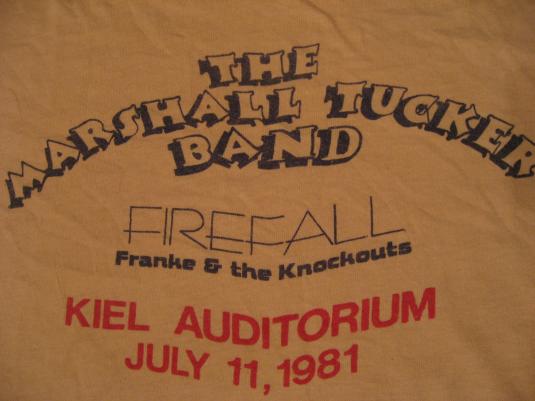 THE
MARSHALL TUCKER
BAND
FIREFALL
Franke & the Knockouts
KIEL AUDITORIUM
JULY 11, 1981